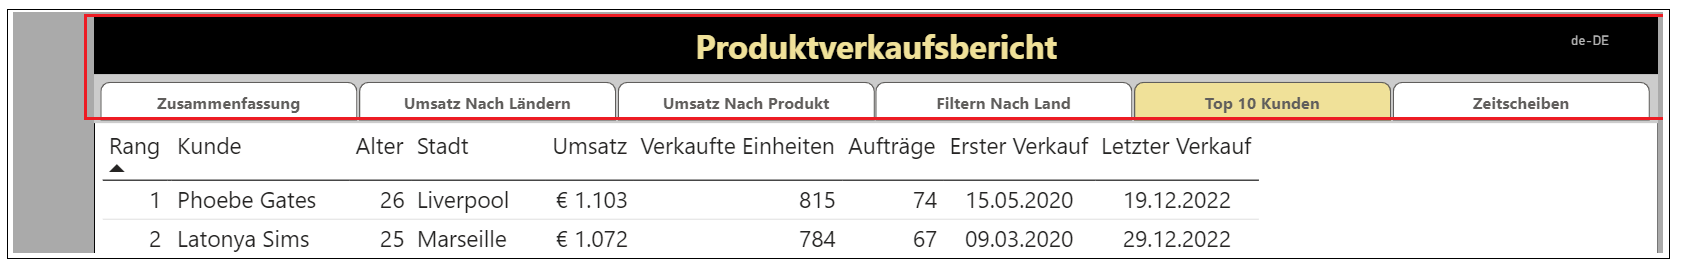 Produktverkaufsbericht
de-DE
Zusammenfassung Umsatz Nach Ländern Umsatz Nach Produkt Filtern Nach Land Top 10 Kunden Zeitscheiben
Rang Kunde Alter Stadt Umsatz Verkaufte Einheiten Aufträge Erster Verkauf Letzter Verkauf
1 Phoebe Gates 26 Liverpool € 1.103 815 74 15.05.2020 19.12.2022
2 Latonya Sims 25 Marseille € 1.072 784 67 09.03.2020 29.12.2022